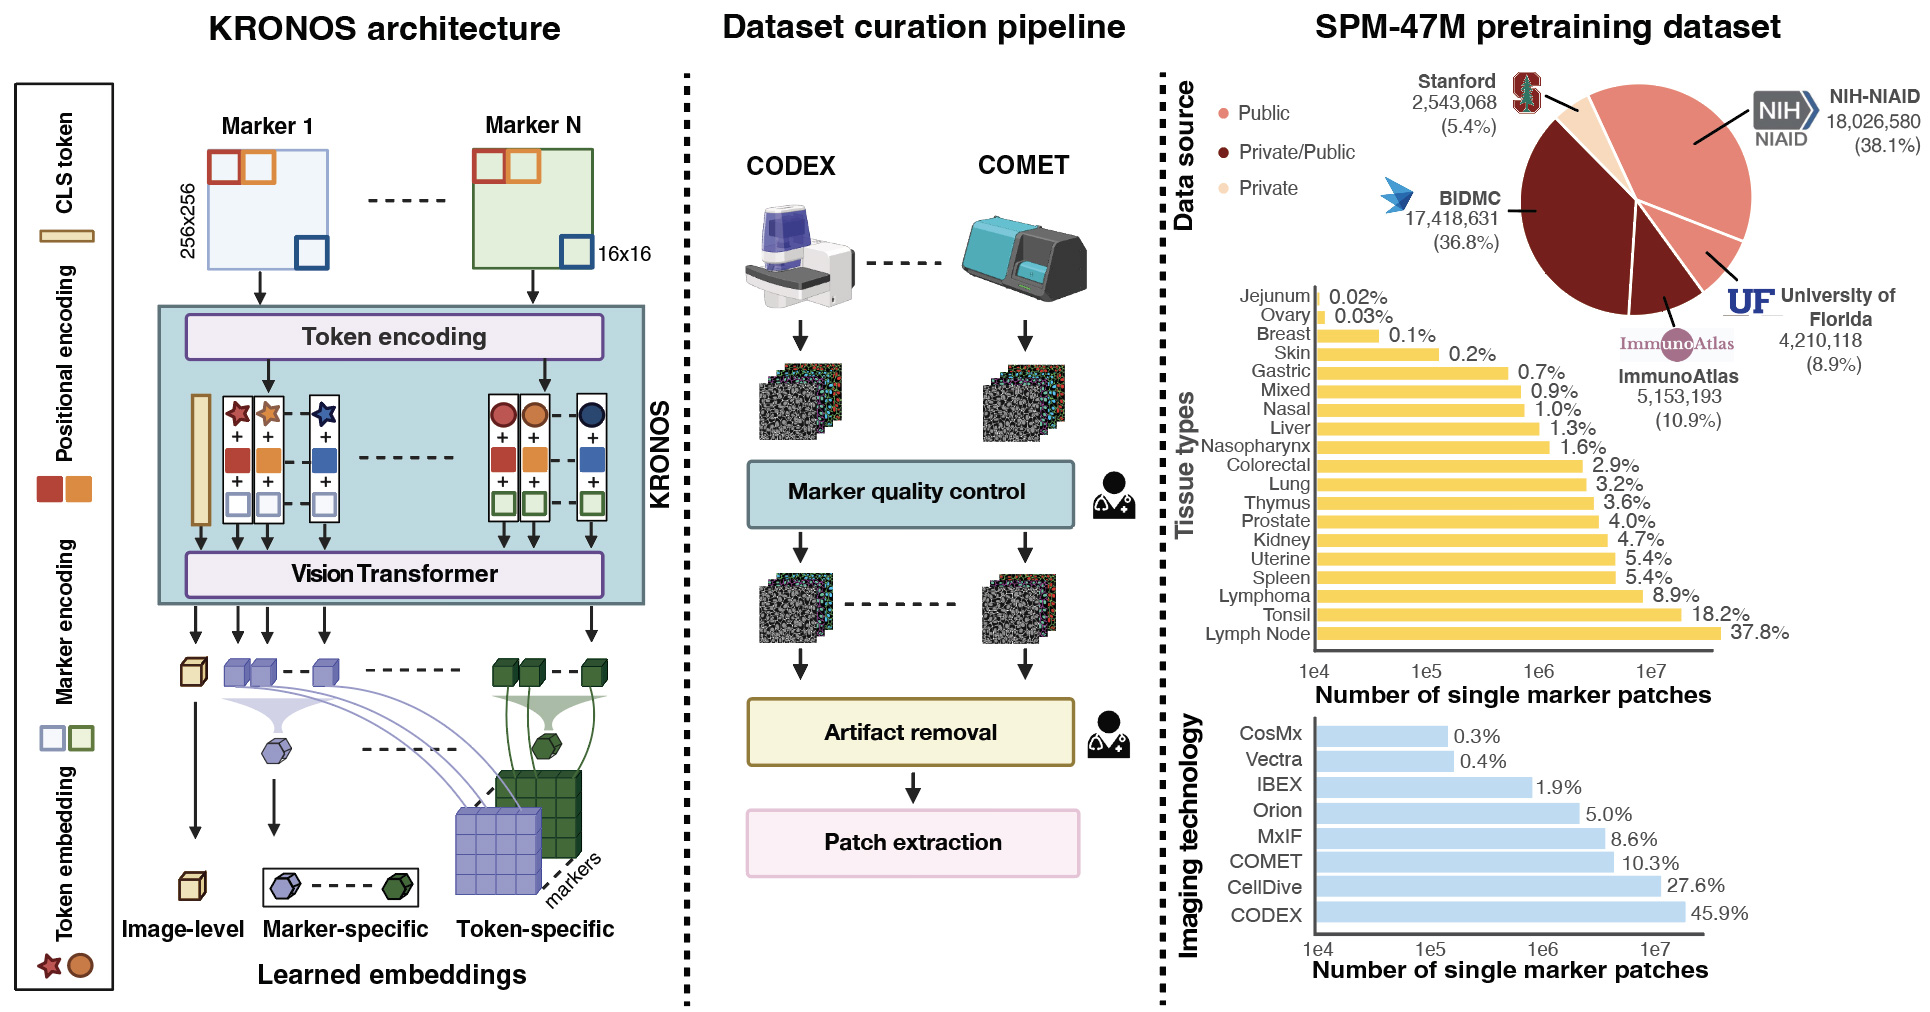 KRONOS architecture
CLS token
Positional encoding
Marker encoding
Token embedding
Marker 1
Marker N
256x256
16x16
Token encoding
+
+
+
+
+
+
+
+
+
+
+
+
KRONOS
Vision Transformer
markers
Image-level
Marker-specific
Token-specific
Learned embeddings
Dataset curation pipeline
CODEX
COMET
Marker quality control
Artifact removal
Patch extraction
SPM-47M pretraining dataset
Data source
Public
Private/Public
Private
Stanford
2,543,068
(5.4%)
S
NIH
NIAID
NIH-NIAID
18,026,580
(38.1%)
BIDMC
17,418,631
(36.8%)
UF
University of
Florida
4,210,118
(8.9%)
ImmunoAtlas
ImmunoAtlas
5,153,193
(10.9%)
Tissue types
Jejunum 0.02%
Ovary 0.03%
Breast 0.1%
Skin 0.2%
Gastric 0.7%
Mixed 0.9%
Nasal 1.0%
Liver 1.3%
Nasopharynx 1.6%
Colorectal 2.9%
Lung 3.2%
Thymus 3.6%
Prostate 4.0%
Kidney 4.7%
Uterine 5.4%
Spleen 5.4%
Lymphoma 8.9%
Tonsil 18.2%
Lymph Node 37.8%
1e4 1e5 1e6 1e7
Number of single marker patches
Imaging technology
CosMx 0.3%
Vectra 0.4%
IBEX 1.9%
Orion 5.0%
MxIF 8.6%
COMET 10.3%
CellDive 27.6%
CODEX 45.9%
1e4 1e5 1e6 1e7
Number of single marker patches